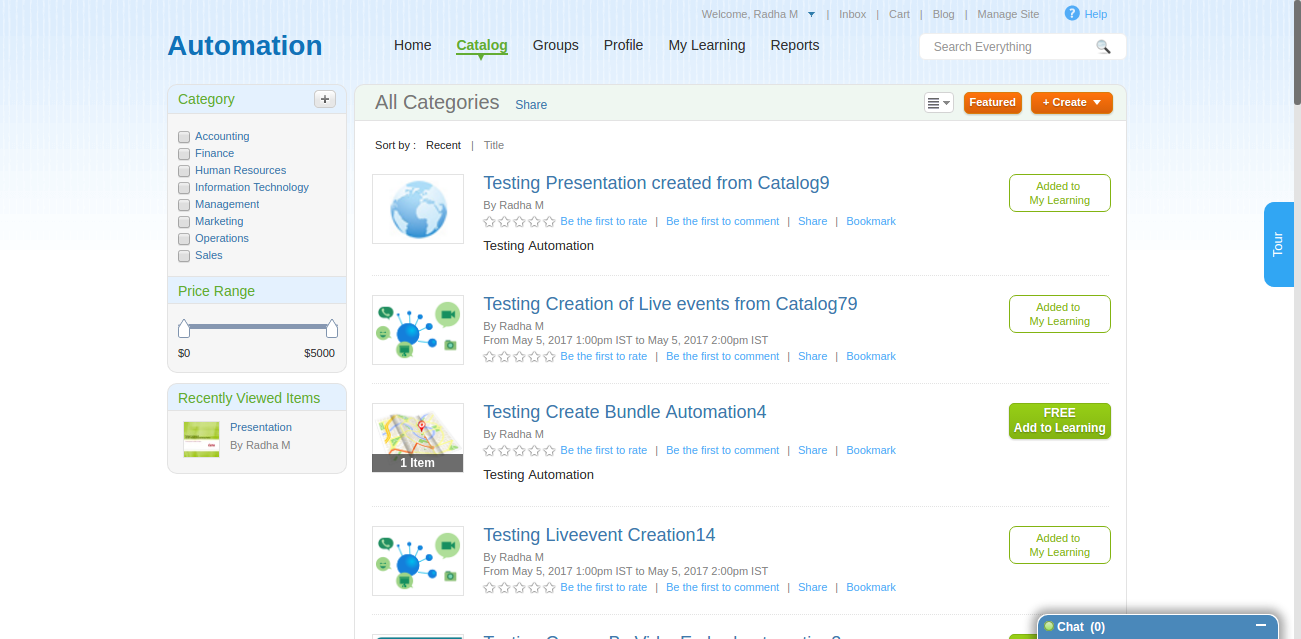 Welcome, Radha M | Inbox | Cart | Blog | Manage Site ? Help
Automation
Home Catalog Groups Profile My Learning Reports
Search Everything
Category +
Accounting
Finance
Human Resources
Information Technology
Management
Marketing
Operations
Sales
Price Range
$0 $5000
Recently Viewed Items
Presentation
By Radha M
All Categories Share
Featured
+ Create
Sort by : Recent | Title
Testing Presentation created from Catalog9
By Radha M
Be the first to rate | Be the first to comment | Share | Bookmark
Testing Automation
Added to
My Learning
Testing Creation of Live events from Catalog79
By Radha M
From May 5, 2017 1:00pm IST to May 5, 2017 2:00pm IST
Be the first to rate | Be the first to comment | Share | Bookmark
Added to
My Learning
1 Item
Testing Create Bundle Automation4
By Radha M
Be the first to rate | Be the first to comment | Share | Bookmark
Testing Automation
FREE
Add to Learning
Testing Liveevent Creation14
By Radha M
From May 5, 2017 1:00pm IST to May 5, 2017 2:00pm IST
Be the first to rate | Be the first to comment | Share | Bookmark
Added to
My Learning
Tour
Chat (0)